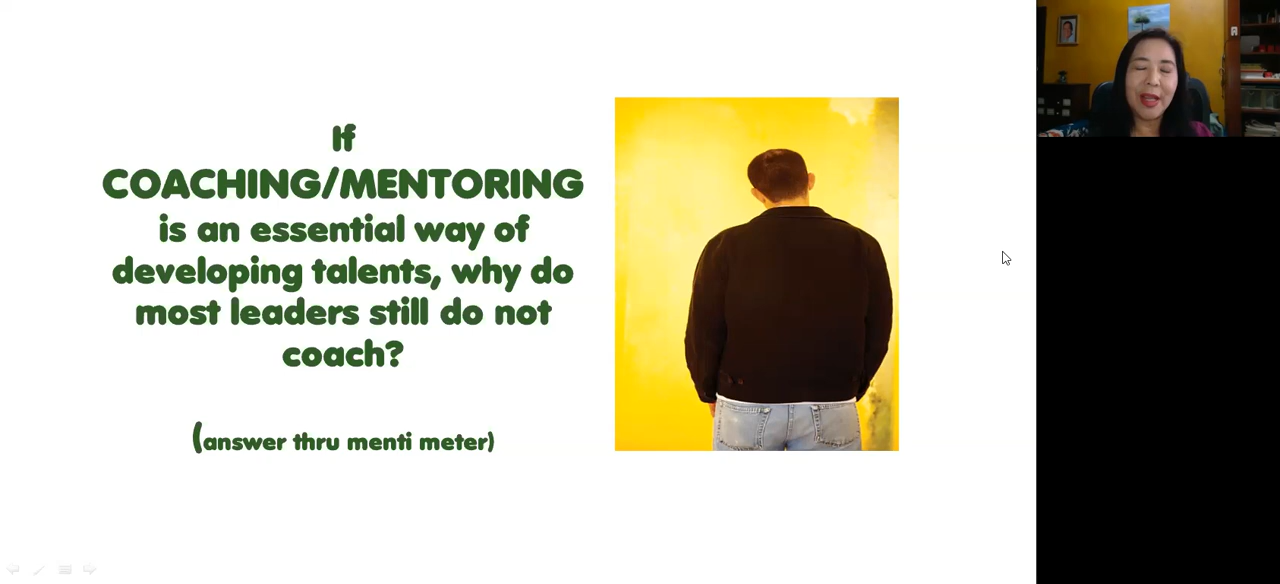 If
COACHING/MENTORING
is an essential way of
developing talents, why do
most leaders still do not
coach?
(answer thru menti meter)